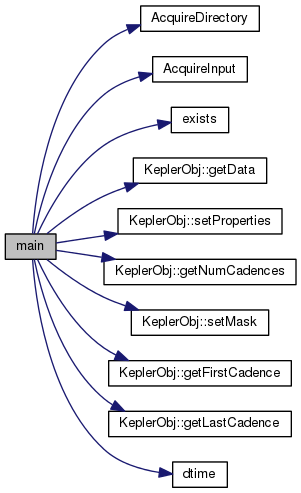 AcquireDirectory
AcquireInput
exists
KeplerObj::getData
KeplerObj::setProperties
main
KeplerObj::getNumCadences
KeplerObj::setMask
KeplerObj::getFirstCadence
KeplerObj::getLastCadence
dtime